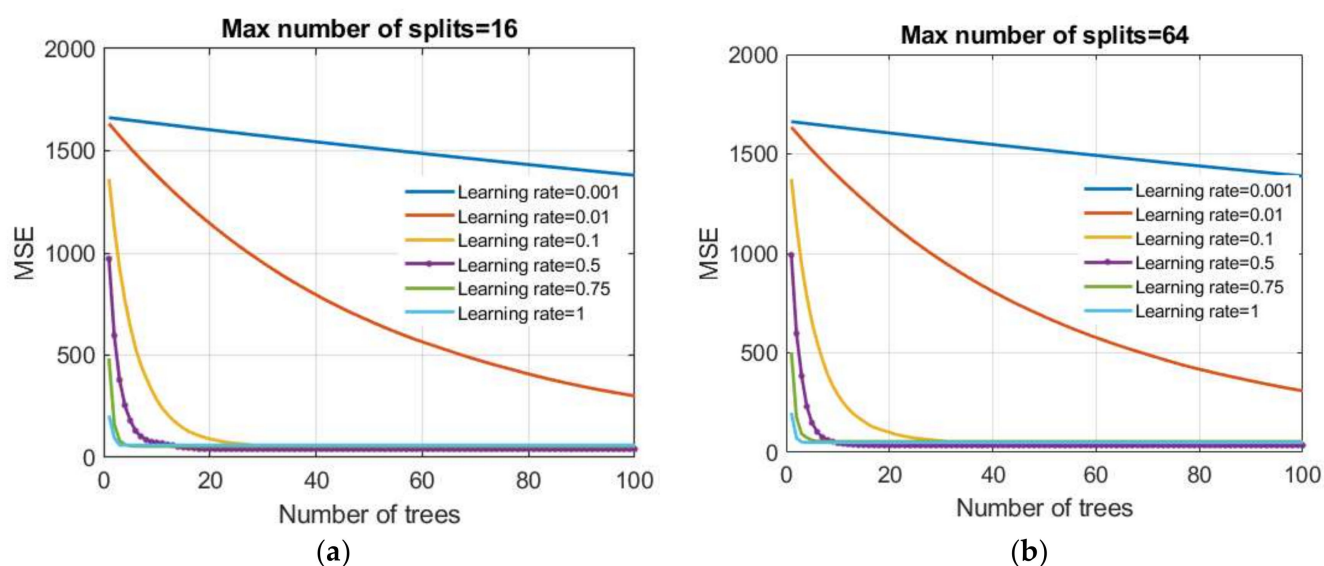 Max number of splits=16
2000
1500
1000
500
0
MSE
Learning rate=0.001
Learning rate=0.01
Learning rate=0.1
Learning rate=0.5
Learning rate=0.75
Learning rate=1
0 20 40 60 80 100
Number of trees
(a)
Max number of splits=64
2000
1500
1000
500
0
MSE
Learning rate=0.001
Learning rate=0.01
Learning rate=0.1
Learning rate=0.5
Learning rate=0.75
Learning rate=1
0 20 40 60 80 100
Number of trees
(b)